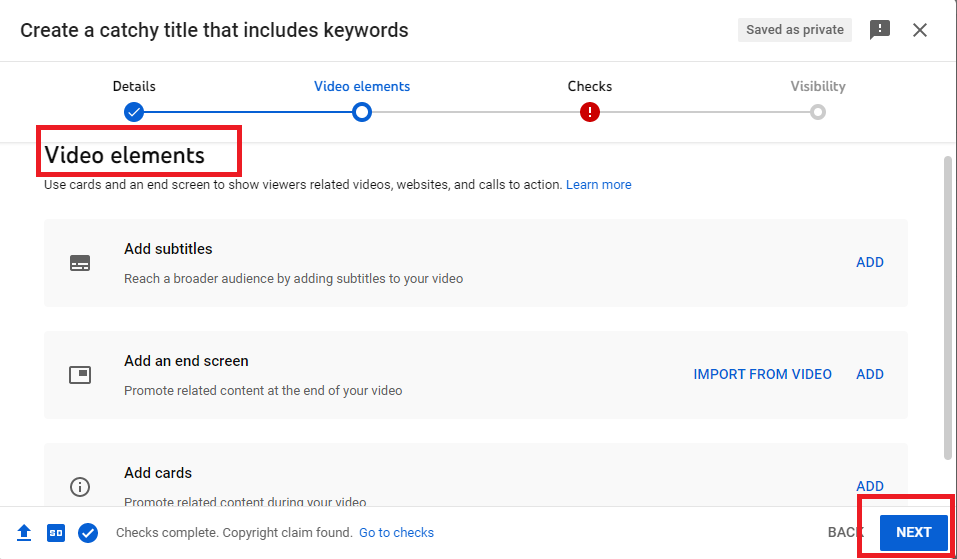 Create a catchy title that includes keywords
Saved as private
Details
Video elements
Checks
Visibility
Video elements
Use cards and an end screen to show viewers related videos, websites, and calls to action. Learn more
Add subtitles
Reach a broader audience by adding subtitles to your video
ADD
Add an end screen
Promote related content at the end of your video
IMPORT FROM VIDEO
ADD
Add cards
Promote related content during your video
ADD
SD
Checks complete. Copyright claim found. Go to checks
BACK
NEXT